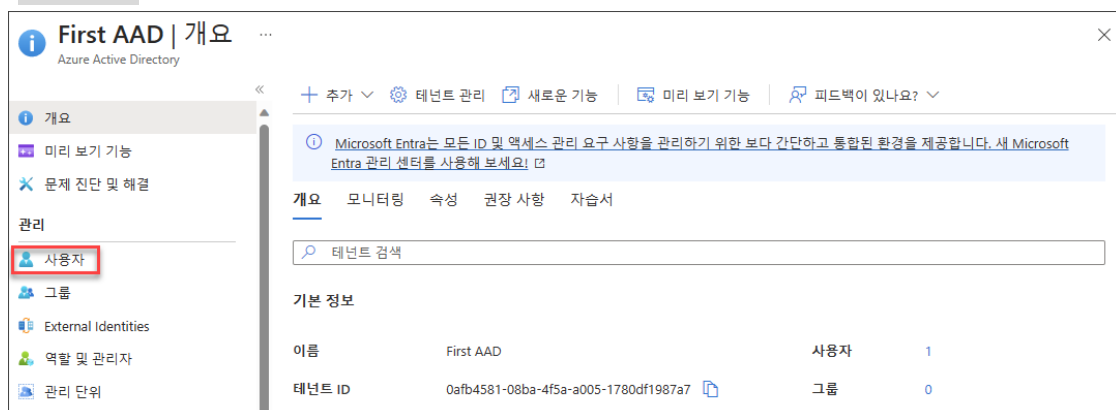 First AAD | 개요 ...
Azure Active Directory
개요
미리 보기 기능
문제 진단 및 해결
관리
사용자
그룹
External Identities
역할 및 관리자
관리 단위
추가 테넌트 관리 새로운 기능 미리 보기 기능 피드백이 있나요?
Microsoft Entra는 모든 ID 및 액세스 관리 요구 사항을 관리하기 위한 보다 간단하고 통합된 환경을 제공합니다. 새 Microsoft
Entra 관리 센터를 사용해 보세요!
개요 모니터링 속성 권장 사항 자습서
테넌트 검색
기본 정보
이름 First AAD 사용자 1
테넌트 ID 0afb4581-08ba-4f5a-a005-1780df1987a7 그룹 0